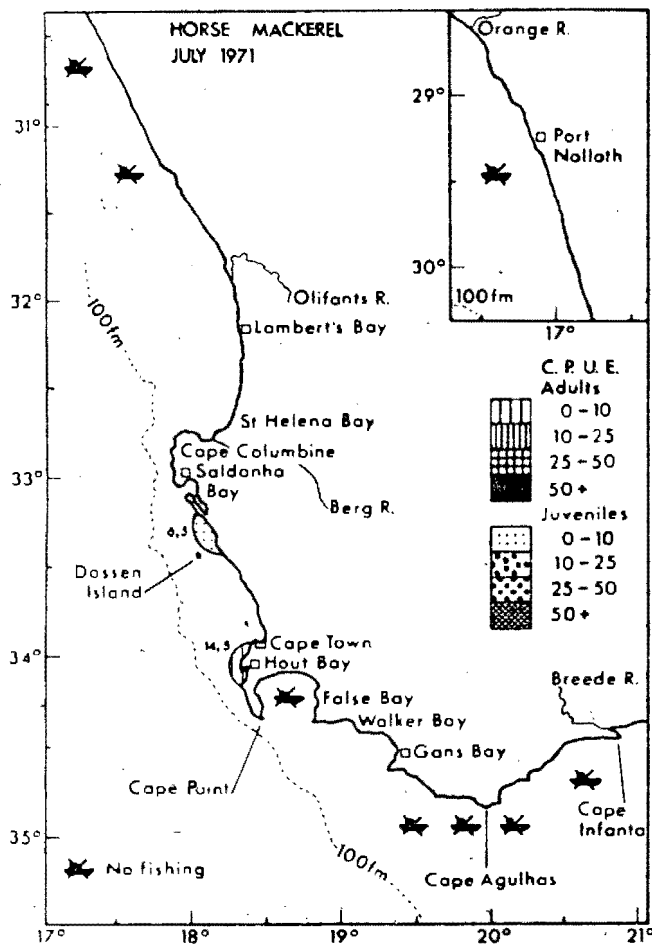 HORSE MACKEREL
JULY 1971
Orange R.
29°
Port
Nolloth
30°
100fm
17°
31°
32°
33°
34°
35°
100fm
Olifants R.
Lambert's Bay
St Helena Bay
Cape Columbine
Saldanha
Bay
Berg R.
6,5
Dassen
Island
14,5
Cape Town
Hout Bay
False Bay
Walker Bay
Gans Bay
Breede R.
Cape Point
Cape
Infanta
Cape Agulhas
100fm
No fishing
C. P. U. E.
Adults
0-10
10-25
25-50
50+
Juveniles
0-10
10-25
25-50
50+
17°
18°
19°
20°
21°